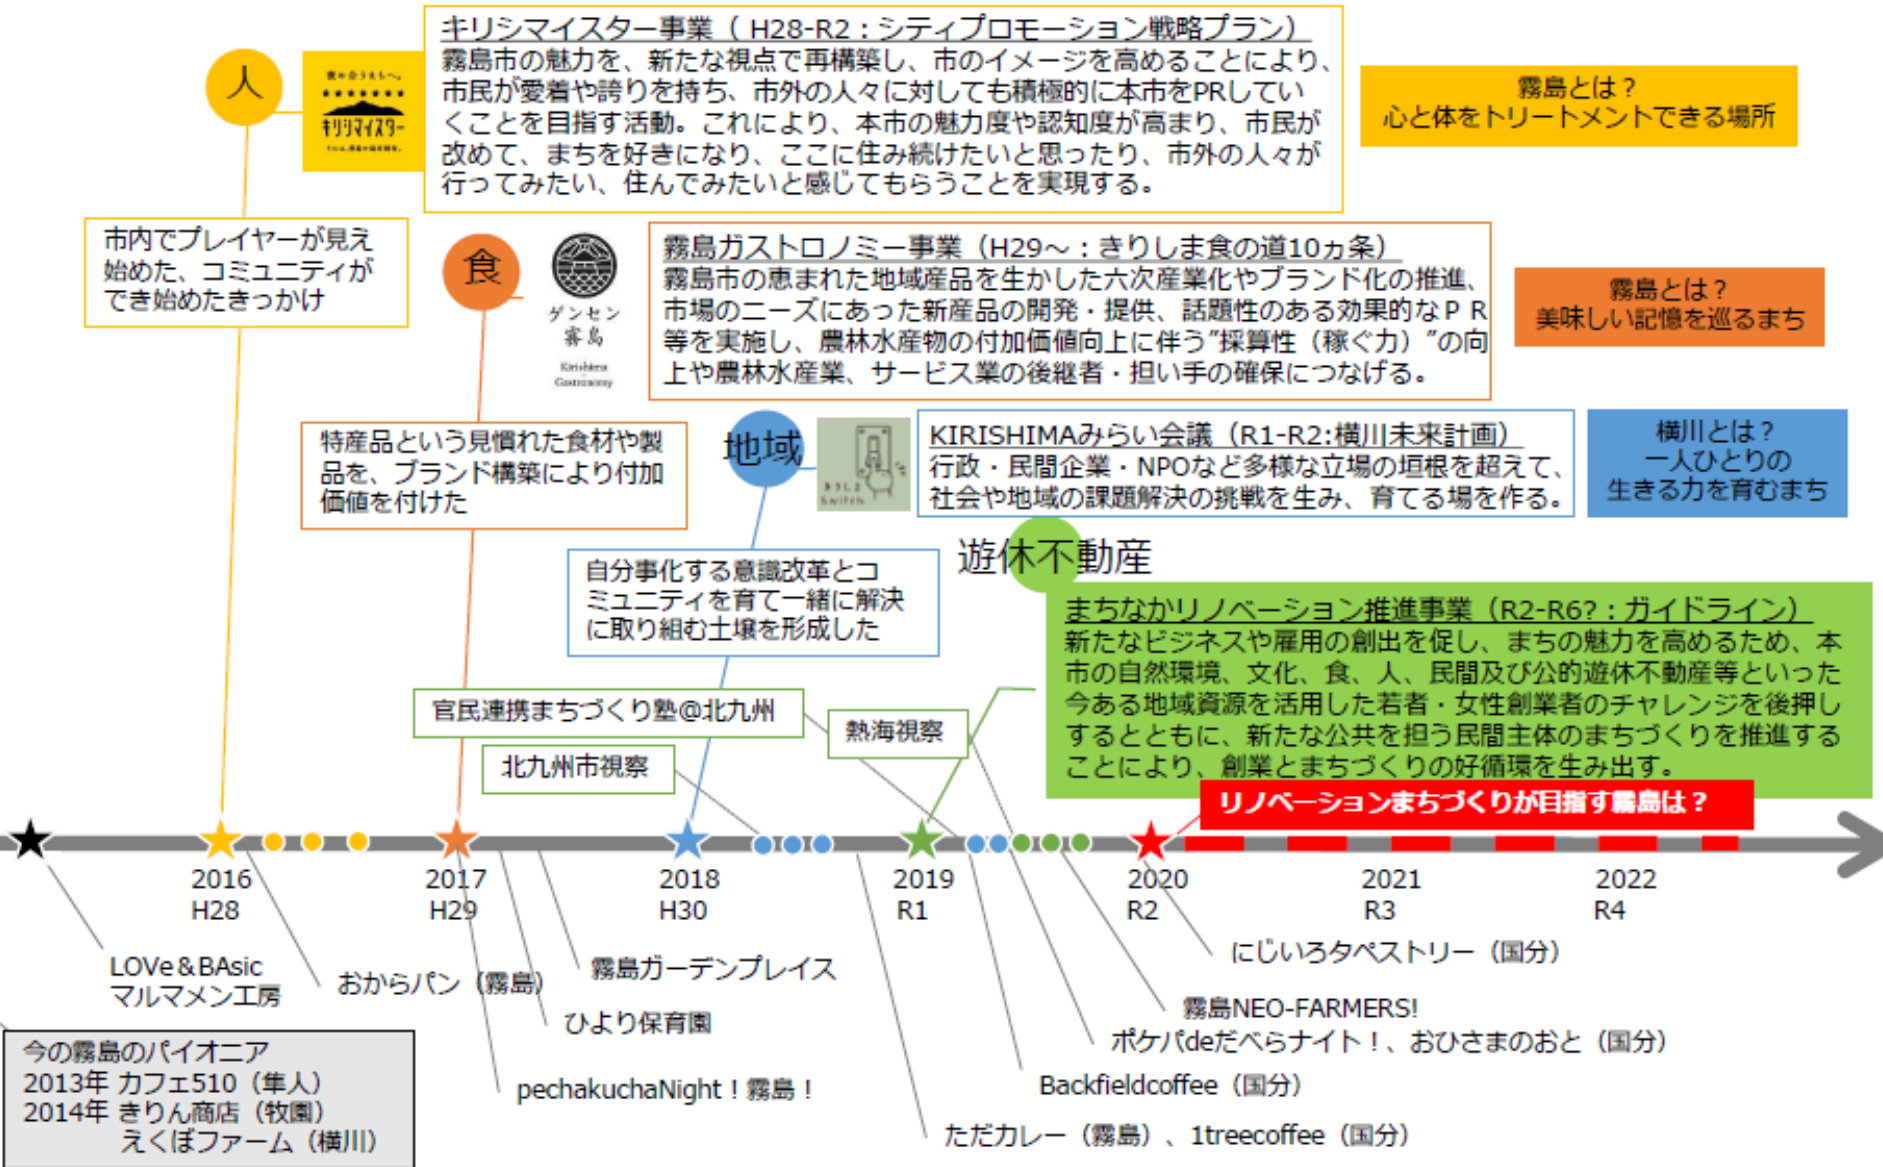 キリシマイスター事業（ H28-R2：シティプロモーション戦略プラン）
霧島市の魅力を、新たな視点で再構築し、市のイメージを高めることにより、
市民が愛着や誇りを持ち、市外の人々に対しても積極的に本市をPRしてい
くことを目指す活動。これにより、本市の魅力度や認知度が高まり、市民が
改めて、まちを好きになり、ここに住み続けたいと思ったり、市外の人々が
行ってみたい、住んでみたいと感じてもらうことを実現する。
人
キリシマイスター
霧島とは？
心と体をトリートメントできる場所
市内でプレイヤーが見え
始めた、コミュニティが
でき始めたきっかけ
食
ゲンセン
霧島
Kirishima
Gastronomy
霧島ガストロノミー事業（H29～：きりしま食の道10ヵ条）
霧島市の恵まれた地域産品を生かした六次産業化やブランド化の推進、
市場のニーズにあった新産品の開発・提供、話題性のある効果的なＰＲ
等を実施し、農林水産物の付加価値向上に伴う”採算性（稼ぐ力）”の向
上や農林水産業、サービス業の後継者・担い手の確保につなげる。
霧島とは？
美味しい記憶を巡るまち
特産品という見慣れた食材や製
品を、ブランド構築により付加
価値を付けた
地域
Switch
KIRISHIMAみらい会議（R1-R2:横川未来計画）
行政・民間企業・NPOなど多様な立場の垣根を超えて、
社会や地域の課題解決の挑戦を生み、育てる場を作る。
横川とは？
一人ひとりの
生きる力を育むまち
自分事化する意識改革とコ
ミュニティを育て一緒に解決
に取り組む土壌を形成した
遊休不動産
まちなかリノベーション推進事業（R2-R6?：ガイドライン）
新たなビジネスや雇用の創出を促し、まちの魅力を高めるため、本
市の自然環境、文化、食、人、民間及び公的遊休不動産等といった
今ある地域資源を活用した若者・女性創業者のチャレンジを後押し
するとともに、新たな公共を担う民間主体のまちづくりを推進する
ことにより、創業とまちづくりの好循環を生み出す。
官民連携まちづくり塾@北九州
熱海視察
北九州市視察
リノベーションまちづくりが目指す霧島は？
2016
H28
2017
H29
2018
H30
2019
R1
2020
R2
2021
R3
2022
R4
LOVe＆BAsic
マルマメン工房
おからパン（霧島）
霧島ガーデンプレイス
ひより保育園
pechakuchaNight！霧島！
にじいろタペストリー（国分）
霧島NEO-FARMERS!
ポケパdeだべらナイト！、おひさまのおと（国分）
Backfieldcoffee（国分）
ただカレー（霧島）、1treecoffee（国分）
今の霧島のパイオニア
2013年 カフェ510（隼人）
2014年 きりん商店（牧園）
えくぼファーム（横川）